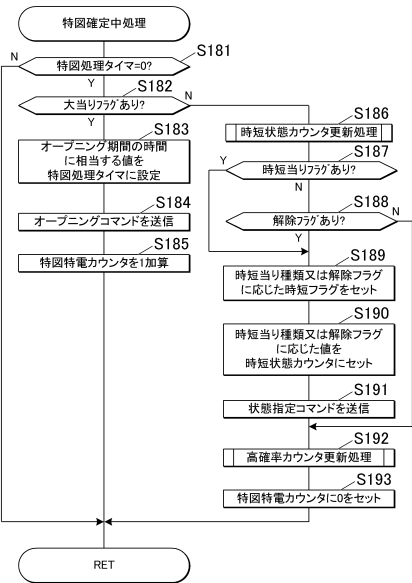 特図確定中処理
S181
特図処理タイマ=0?
N
Y
S182
大当りフラグあり?
N
Y
S183
オープニング期間の時間
に相当する値を
特図処理タイマに設定
S184
オープニングコマンドを送信
S185
特図特電カウンタを1加算
S186
時短状態カウンタ更新処理
S187
時短当りフラグあり?
Y
N
S188
解除フラグあり?
N
Y
S189
時短当り種類又は解除フラグ
に応じた時短フラグをセット
S190
時短当り種類又は解除フラグ
に応じた値を
時短状態カウンタにセット
S191
状態指定コマンドを送信
S192
高確率カウンタ更新処理
S193
特図特電カウンタに0をセット
RET